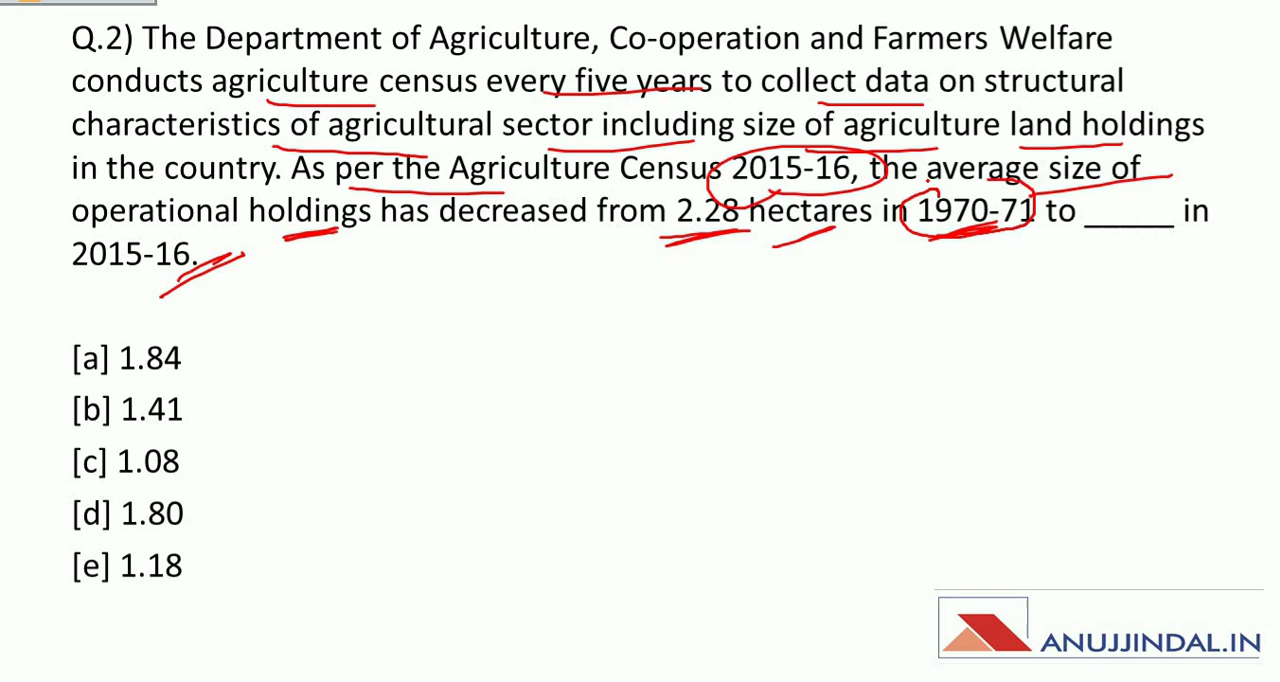 Q.2) The Department of Agriculture, Co-operation and Farmers Welfare
conducts agriculture census every five years to collect data on structural
characteristics of agricultural sector including size of agriculture land holdings
in the country. As per the Agriculture Census 2015-16, the average size of
operational holdings has decreased from 2.28 hectares in 1970-71 to ______ in
2015-16.
[a] 1.84
[b] 1.41
[c] 1.08
[d] 1.80
[e] 1.18
ANUJJINDAL.IN